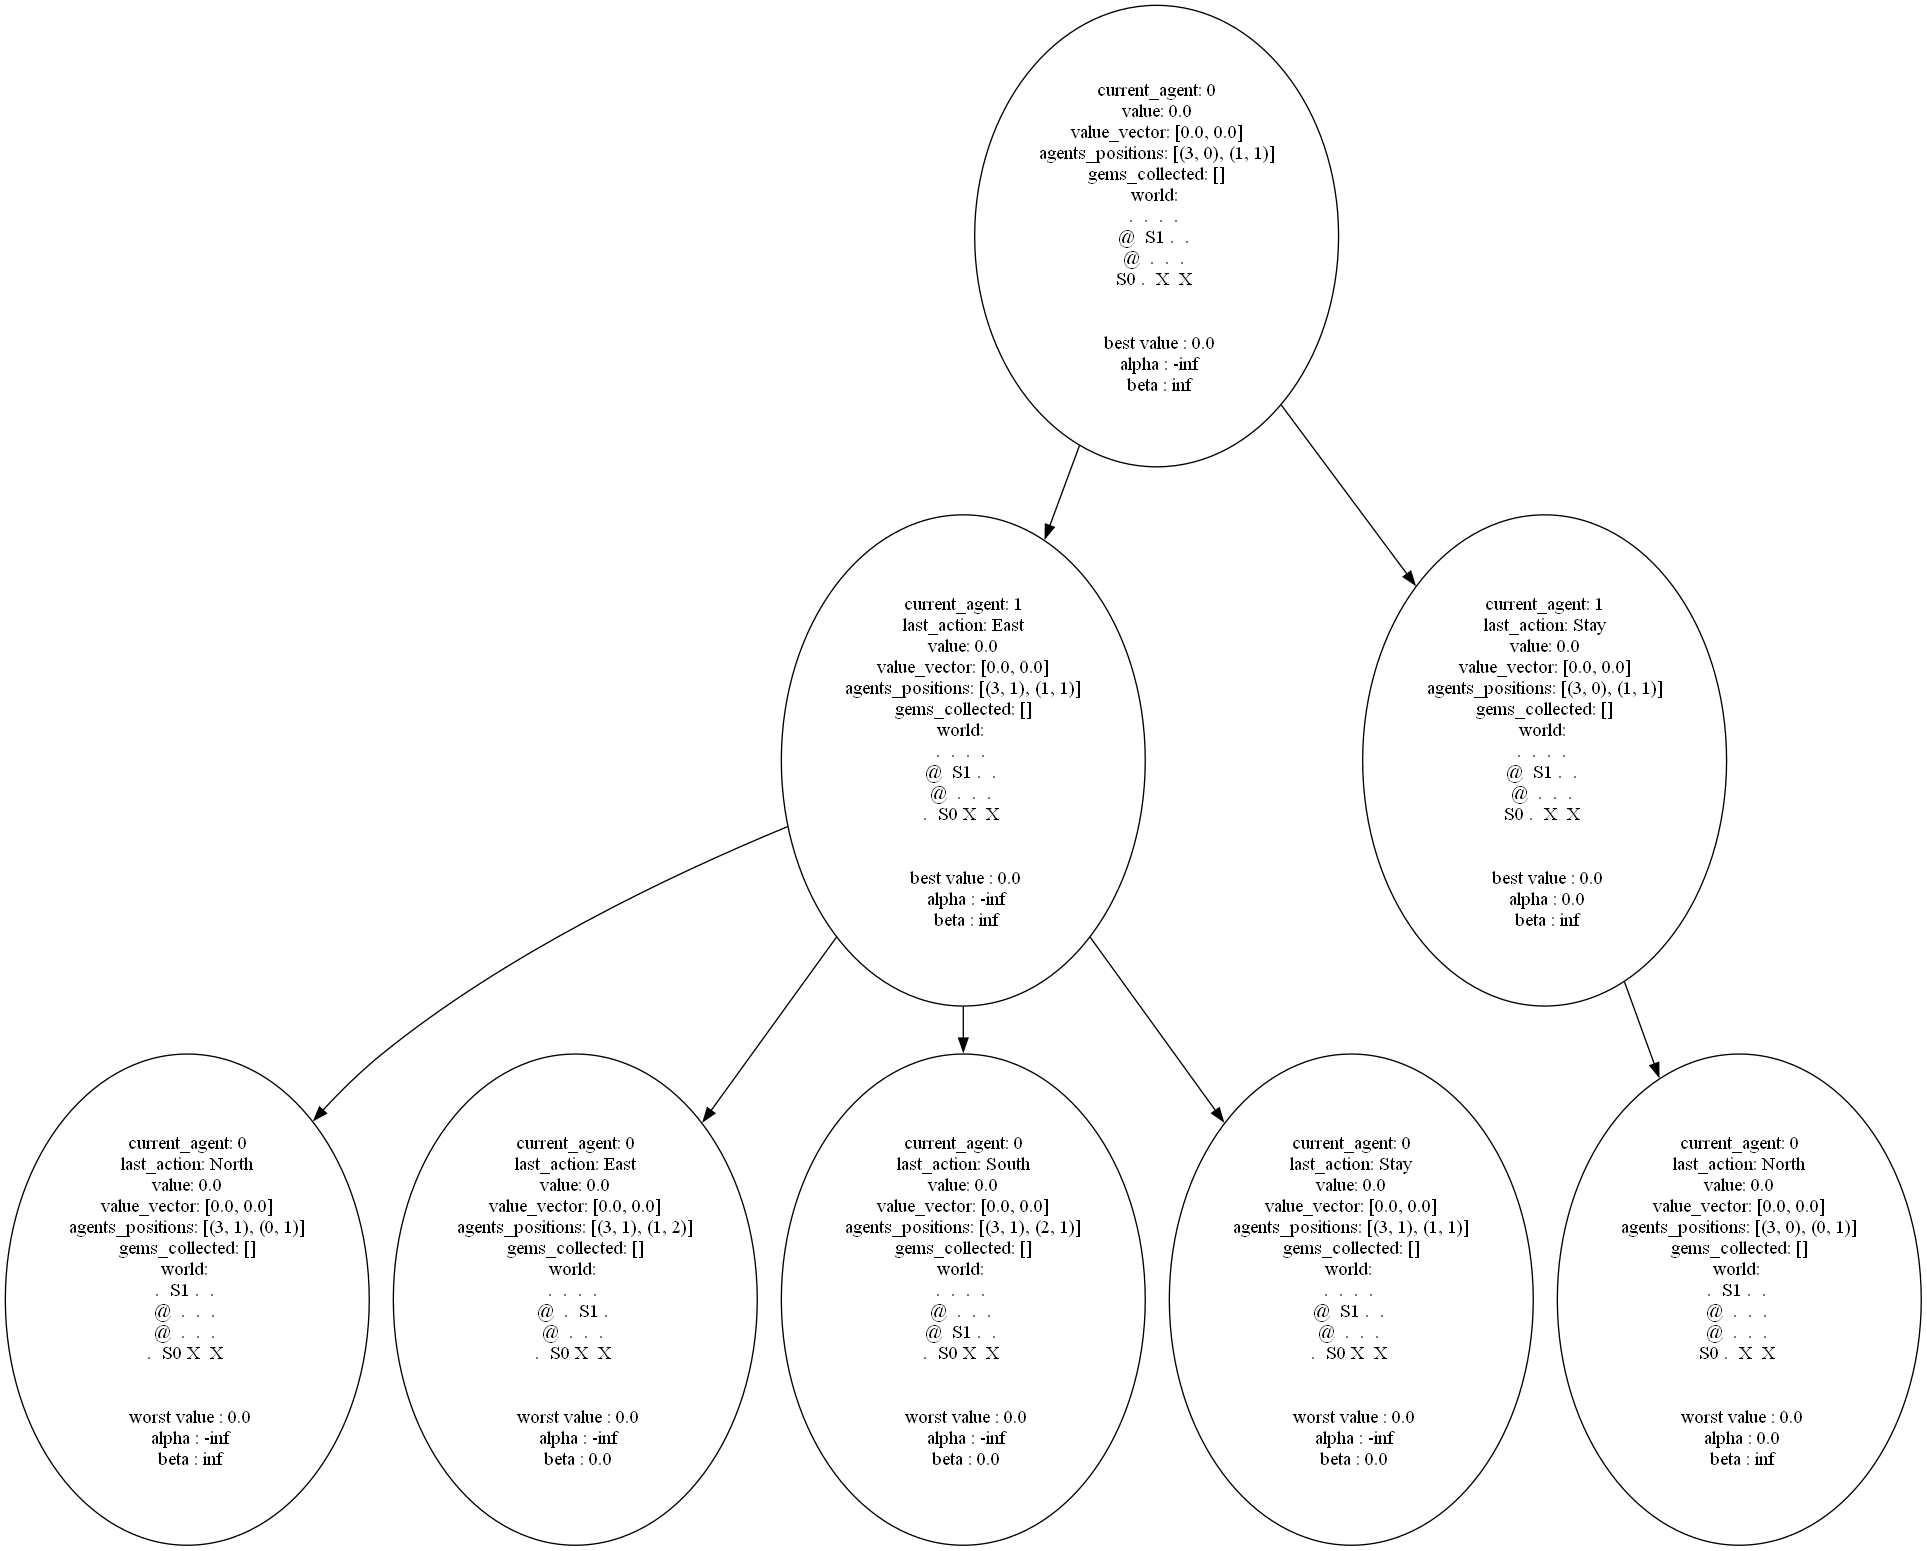 current_agent: 0
value: 0.0
value_vector: [0.0, 0.0]
agents_positions: [(3, 0), (1, 1)]
gems_collected: []
world:
. . . .
@ S1 . .
@ . . .
S0 . X X
best value : 0.0
alpha : -inf
beta : inf
current_agent: 1
last_action: East
value: 0.0
value_vector: [0.0, 0.0]
agents_positions: [(3, 1), (1, 1)]
gems_collected: []
world:
. . . .
@ S1 . .
@ . . .
. S0 X X
best value : 0.0
alpha : -inf
beta : inf
current_agent: 1
last_action: Stay
value: 0.0
value_vector: [0.0, 0.0]
agents_positions: [(3, 0), (1, 1)]
gems_collected: []
world:
. . . .
@ S1 . .
@ . . .
S0 . X X
best value : 0.0
alpha : 0.0
beta : inf
current_agent: 0
last_action: North
value: 0.0
value_vector: [0.0, 0.0]
agents_positions: [(3, 1), (0, 1)]
gems_collected: []
world:
. S1 . .
@ . . .
@ . . .
. S0 X X
worst value : 0.0
alpha : -inf
beta : inf
current_agent: 0
last_action: East
value: 0.0
value_vector: [0.0, 0.0]
agents_positions: [(3, 1), (1, 2)]
gems_collected: []
world:
. . . .
@ . S1 .
@ . . .
. S0 X X
worst value : 0.0
alpha : -inf
beta : 0.0
current_agent: 0
last_action: South
value: 0.0
value_vector: [0.0, 0.0]
agents_positions: [(3, 1), (2, 1)]
gems_collected: []
world:
. . . .
@ . . .
@ S1 . .
. S0 X X
worst value : 0.0
alpha : -inf
beta : 0.0
current_agent: 0
last_action: Stay
value: 0.0
value_vector: [0.0, 0.0]
agents_positions: [(3, 1), (1, 1)]
gems_collected: []
world:
. . . .
@ S1 . .
@ . . .
. S0 X X
worst value : 0.0
alpha : -inf
beta : 0.0
current_agent: 0
last_action: North
value: 0.0
value_vector: [0.0, 0.0]
agents_positions: [(3, 0), (0, 1)]
gems_collected: []
world:
. S1 . .
@ . . .
@ . . .
S0 . X X
worst value : 0.0
alpha : 0.0
beta : inf